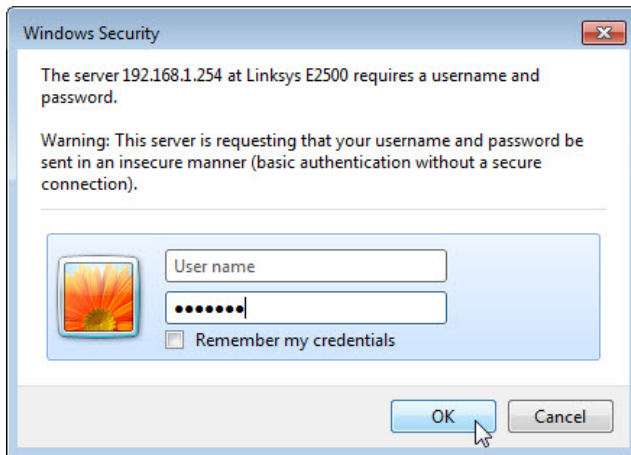 Windows Security
The server 192.168.1.254 at Linksys E2500 requires a username and
password.
Warning: This server is requesting that your username and password be
sent in an insecure manner (basic authentication without a secure
connection).
User name
●●●●●●●
Remember my credentials
OK
Cancel